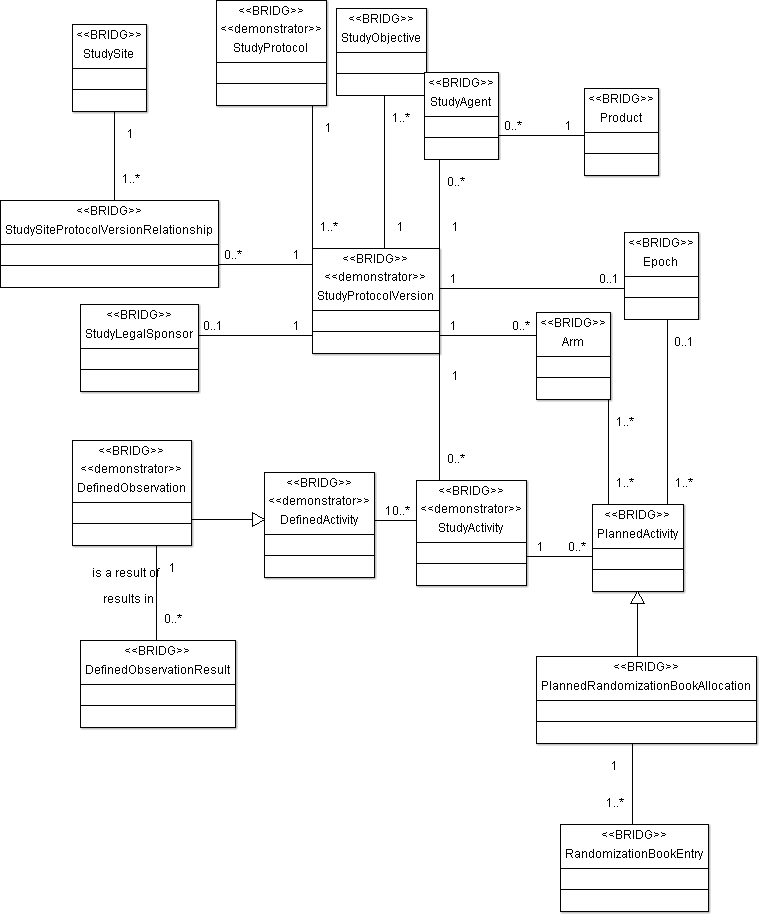 <<BRIDG>>
StudySite
<<BRIDG>>
<<demonstrator>>
StudyProtocol
<<BRIDG>>
StudyObjective
<<BRIDG>>
StudyAgent
<<BRIDG>>
Product
0..*
1
1
1..*
1
1..*
1..*
1
0..*
1
<<BRIDG>>
StudySiteProtocolVersionRelationship
0..*
1
<<BRIDG>>
<<demonstrator>>
StudyProtocolVersion
<<BRIDG>>
Epoch
1
0..1
<<BRIDG>>
StudyLegalSponsor
0..1
1
1
0..*
<<BRIDG>>
Arm
0..1
1
0..*
1..*
1..*
1..*
<<BRIDG>>
<<demonstrator>>
DefinedObservation
<<BRIDG>>
<<demonstrator>>
DefinedActivity
10..*
<<BRIDG>>
<<demonstrator>>
StudyActivity
1
0..*
<<BRIDG>>
PlannedActivity
is a result of
1
results in
0..*
<<BRIDG>>
DefinedObservationResult
<<BRIDG>>
PlannedRandomizationBookAllocation
1
1..*
<<BRIDG>>
RandomizationBookEntry